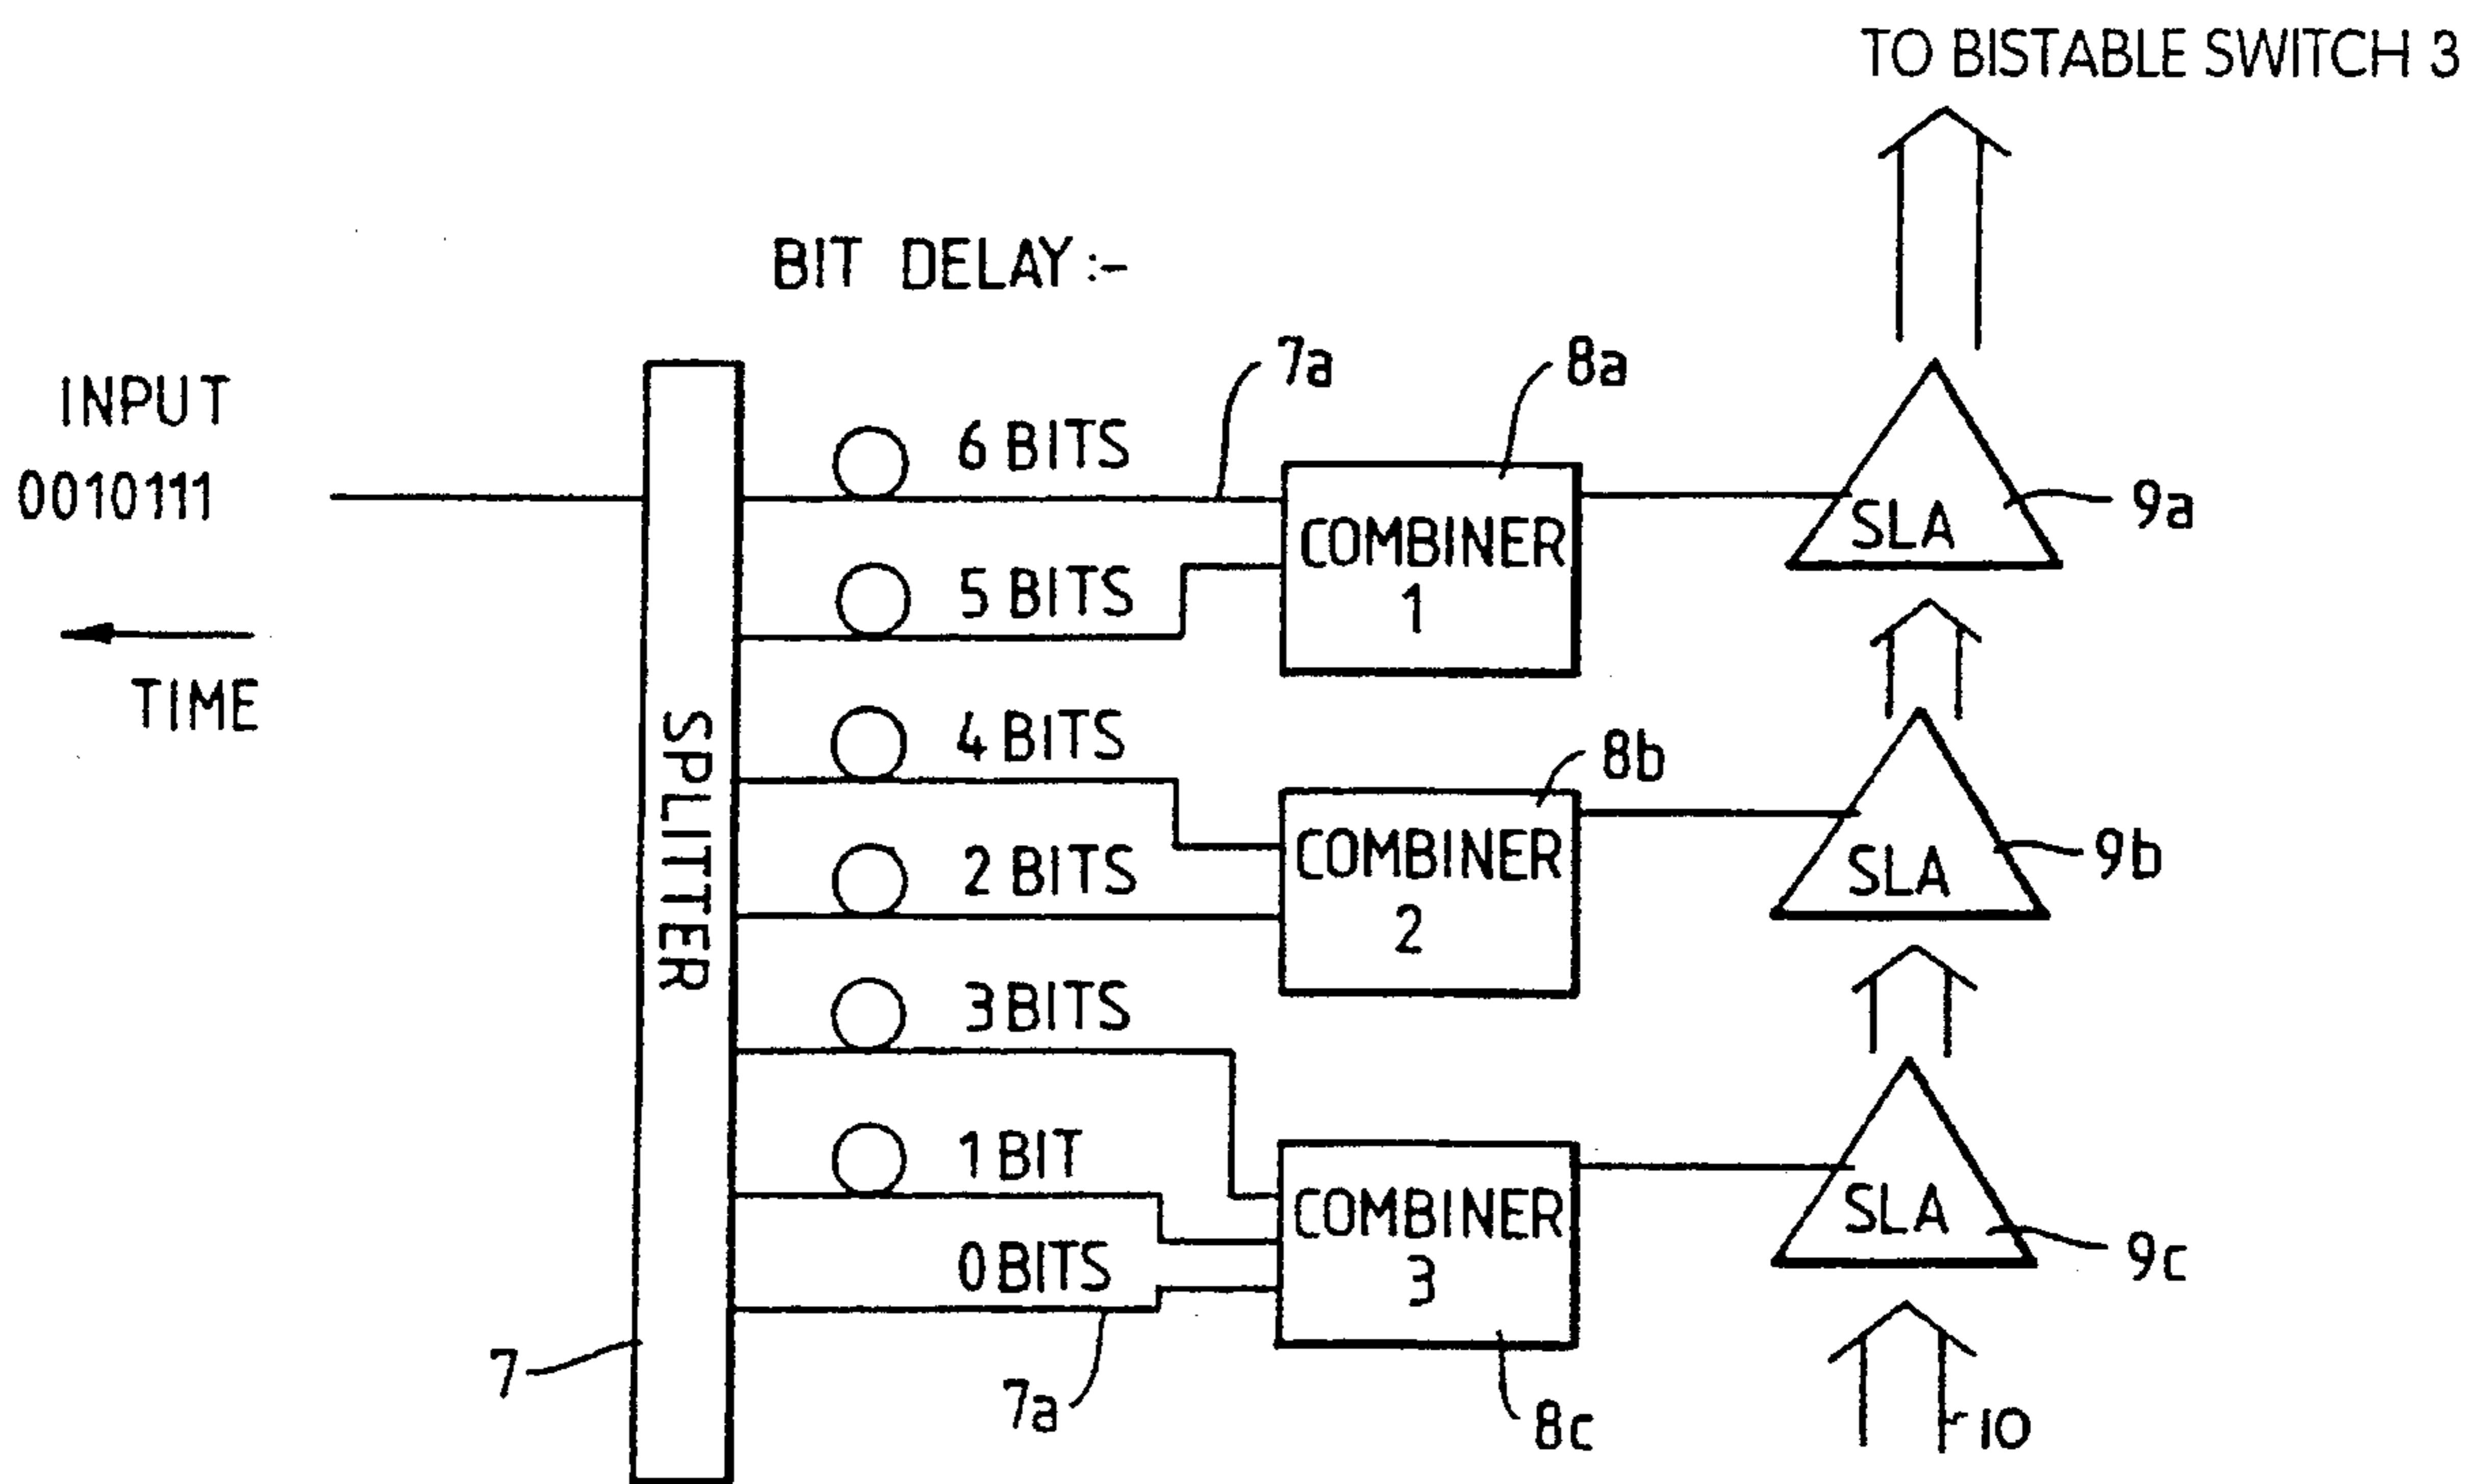 TO BISTABLE SWITCH 3
BIT DELAY :-
INPUT
0010111
TIME
SPLITTER
7
6 BITS
7a
5 BITS
4 BITS
2 BITS
3 BITS
1 BIT
0 BITS
7a
8a
COMBINER
1
8b
COMBINER
2
COMBINER
3
8c
SLA
9a
SLA
9b
SLA
9c
10